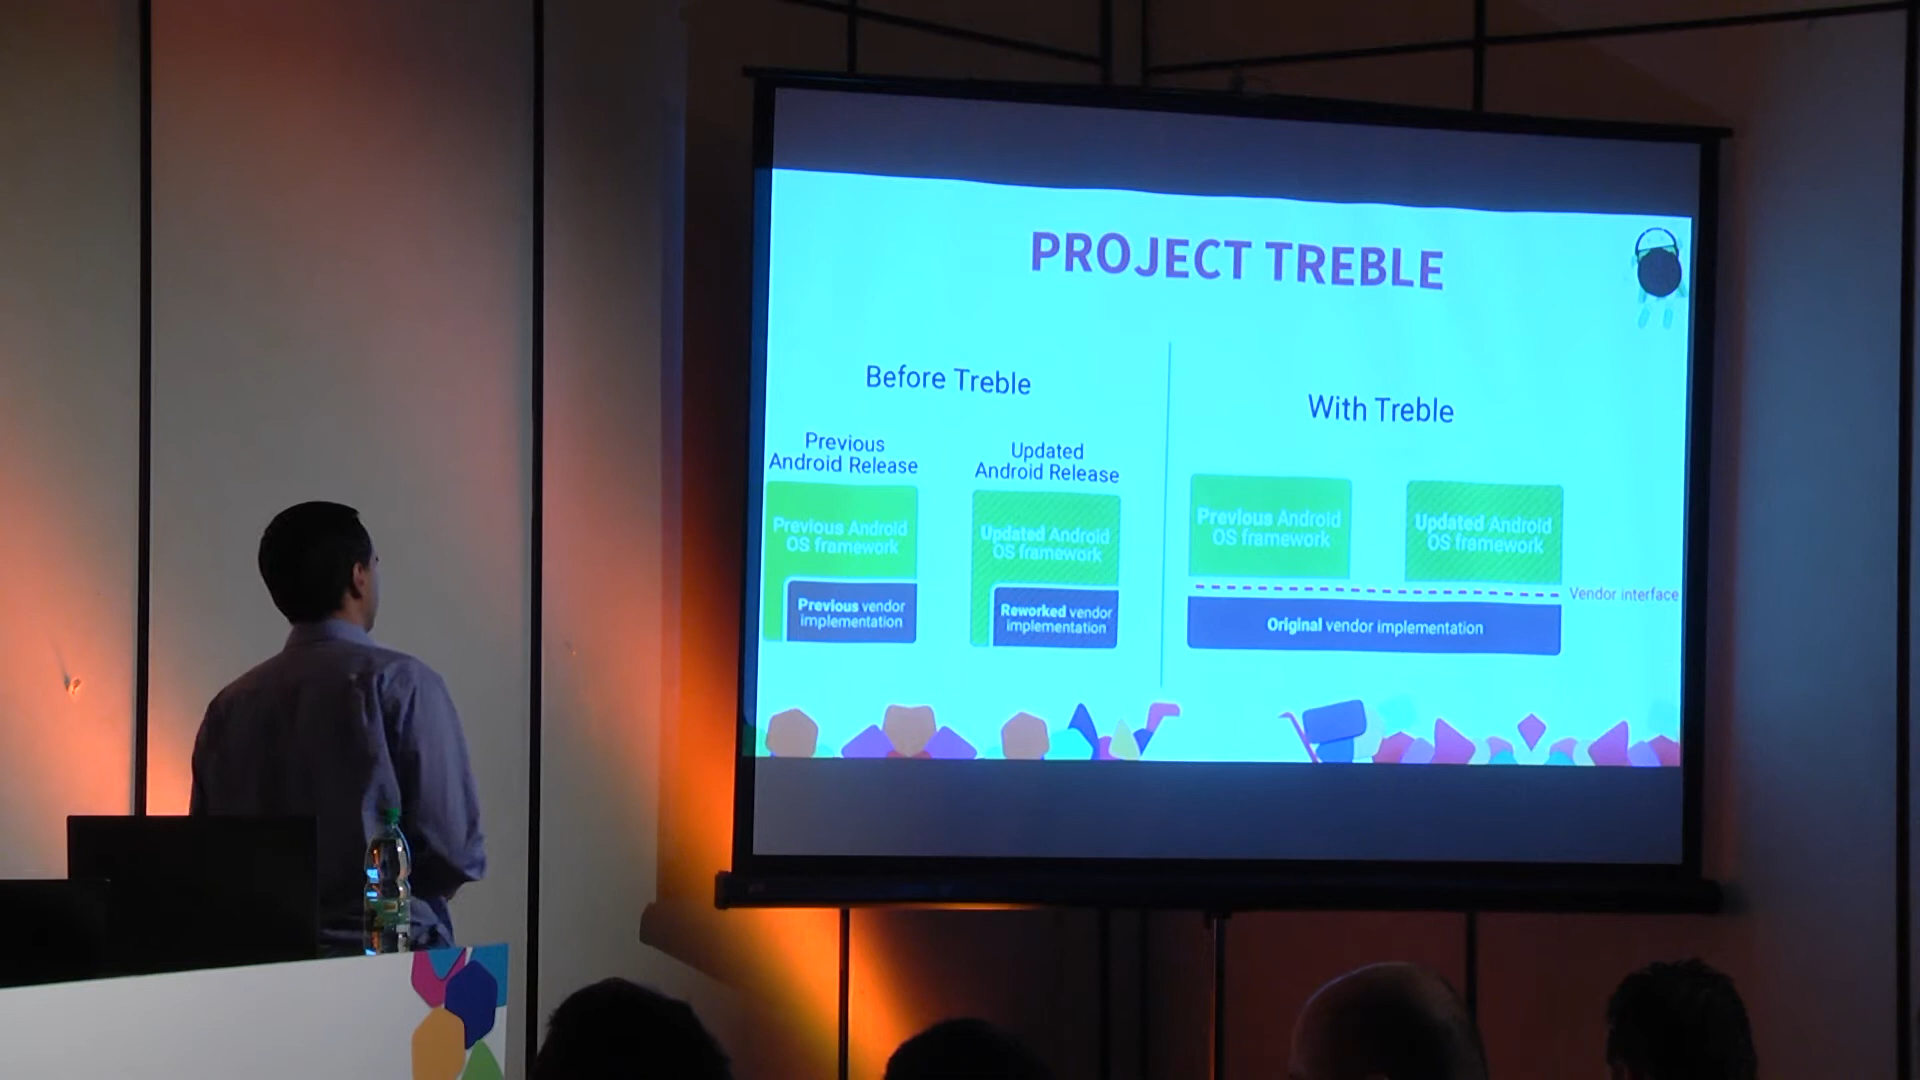 PROJECT TREBLE
Before Treble
Previous
Android Release
Updated
Android Release
Previous Android
OS framework
Previous vendor
implementation
Updated Android
OS framework
Reworked vendor
implementation
With Treble
Previous Android
OS framework
Updated Android
OS framework
Vendor interface
Original vendor implementation